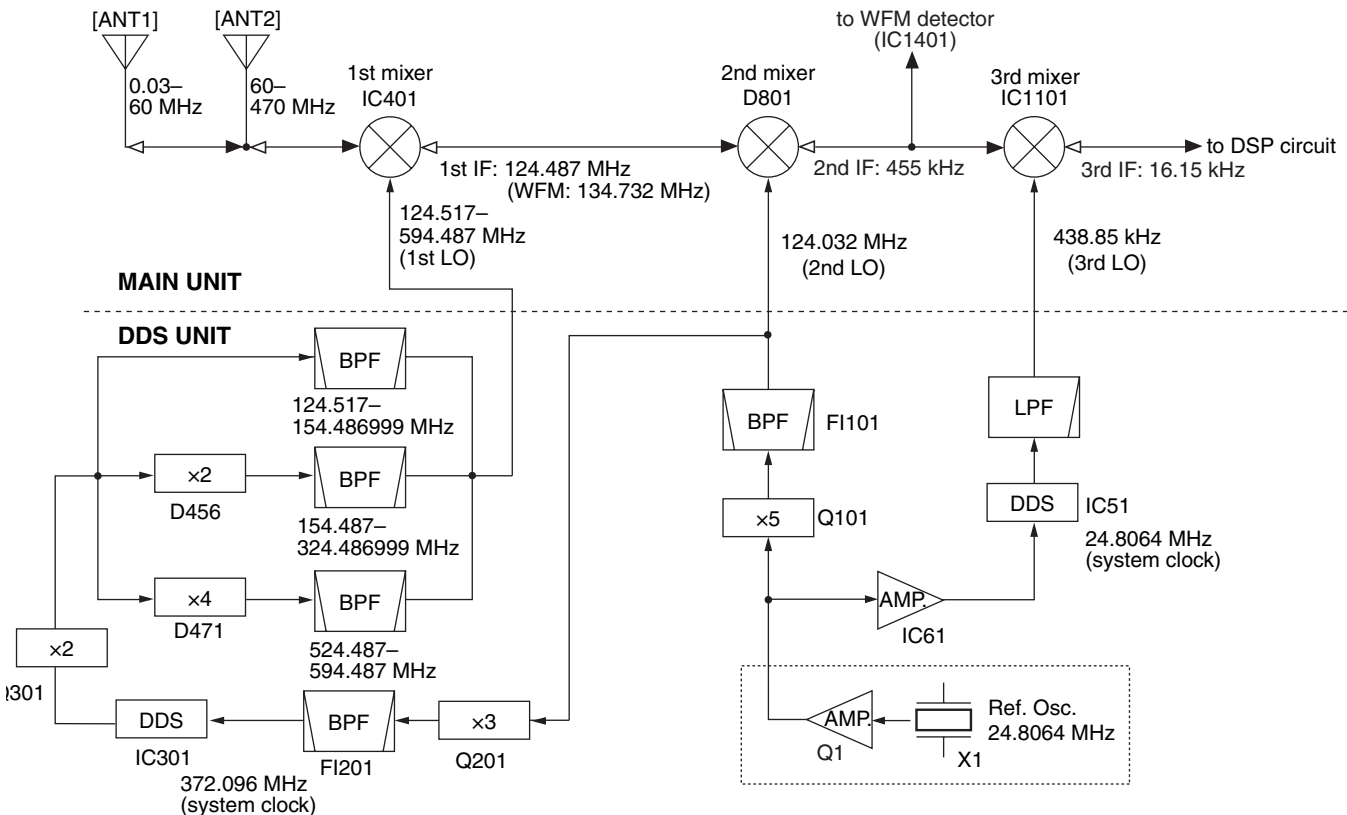 [ANT1]
[ANT2]
to WFM detector
(IC1401)
1st mixer
IC401
2nd mixer
D801
3rd mixer
IC1101
0.03–
60 MHz
60–
470 MHz
to DSP circuit
1st IF: 124.487 MHz
(WFM: 134.732 MHz)
2nd IF: 455 kHz
3rd IF: 16.15 kHz
124.517–
594.487 MHz
(1st LO)
124.032 MHz
(2nd LO)
438.85 kHz
(3rd LO)
MAIN UNIT
DDS UNIT
BPF
124.517–
154.486999 MHz
BPF
FI101
LPF
×2
D456
BPF
154.487–
324.486999 MHz
×5
Q101
DDS
IC51
24.8064 MHz
(system clock)
×4
D471
BPF
524.487–
594.487 MHz
AMP.
IC61
×2
Q301
DDS
IC301
372.096 MHz
(system clock)
BPF
FI201
×3
Q201
AMP.
Q1
Ref. Osc.
24.8064 MHz
X1